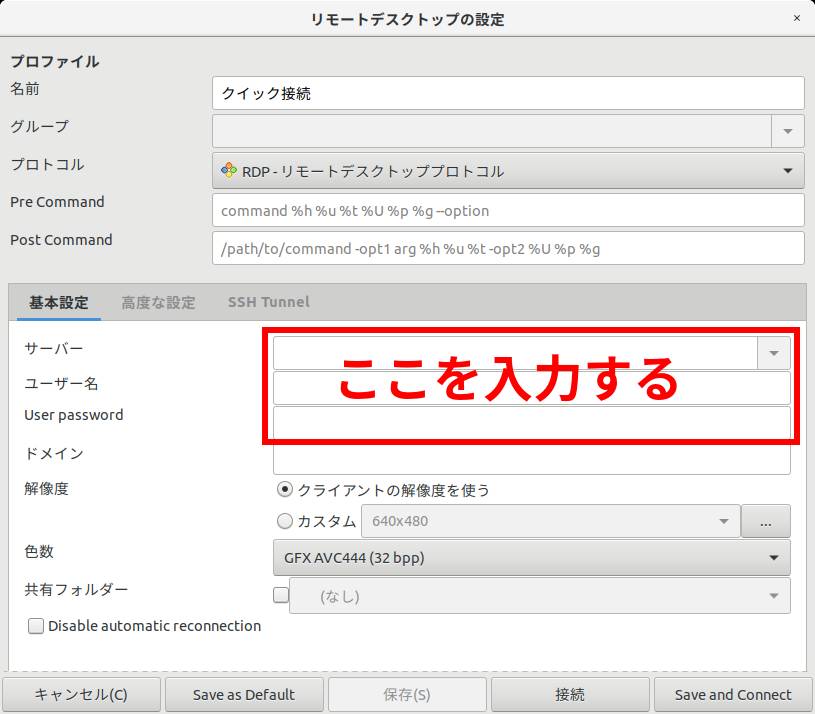 リモートデスクトップの設定
×
プロファイル
名前 クイック接続
グループ
プロトコル RDP - リモートデスクトッププロトコル
Pre Command command %h %u %t %U %p %g --option
Post Command /path/to/command -opt1 arg %h %u %t -opt2 %U %p %g
基本設定 高度な設定 SSH Tunnel
サーバー
ここを入力する
ユーザー名
User password
ドメイン
解像度 クライアントの解像度を使う
カスタム 640x480 ...
色数 GFX AVC444 (32 bpp)
共有フォルダー (なし)
Disable automatic reconnection
キャンセル(C) Save as Default 保存(S) 接続 Save and Connect